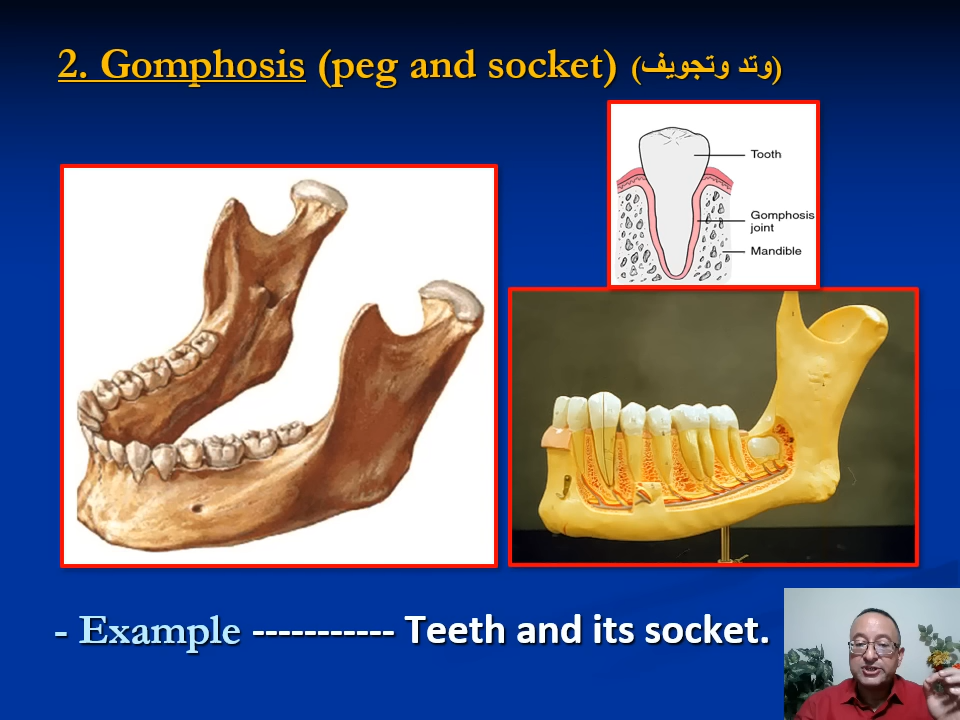 2. Gomphosis (peg and socket) (وتد وتجويف)
Tooth
Gomphosis
joint
Mandible
- Example ----------- Teeth and its socket.